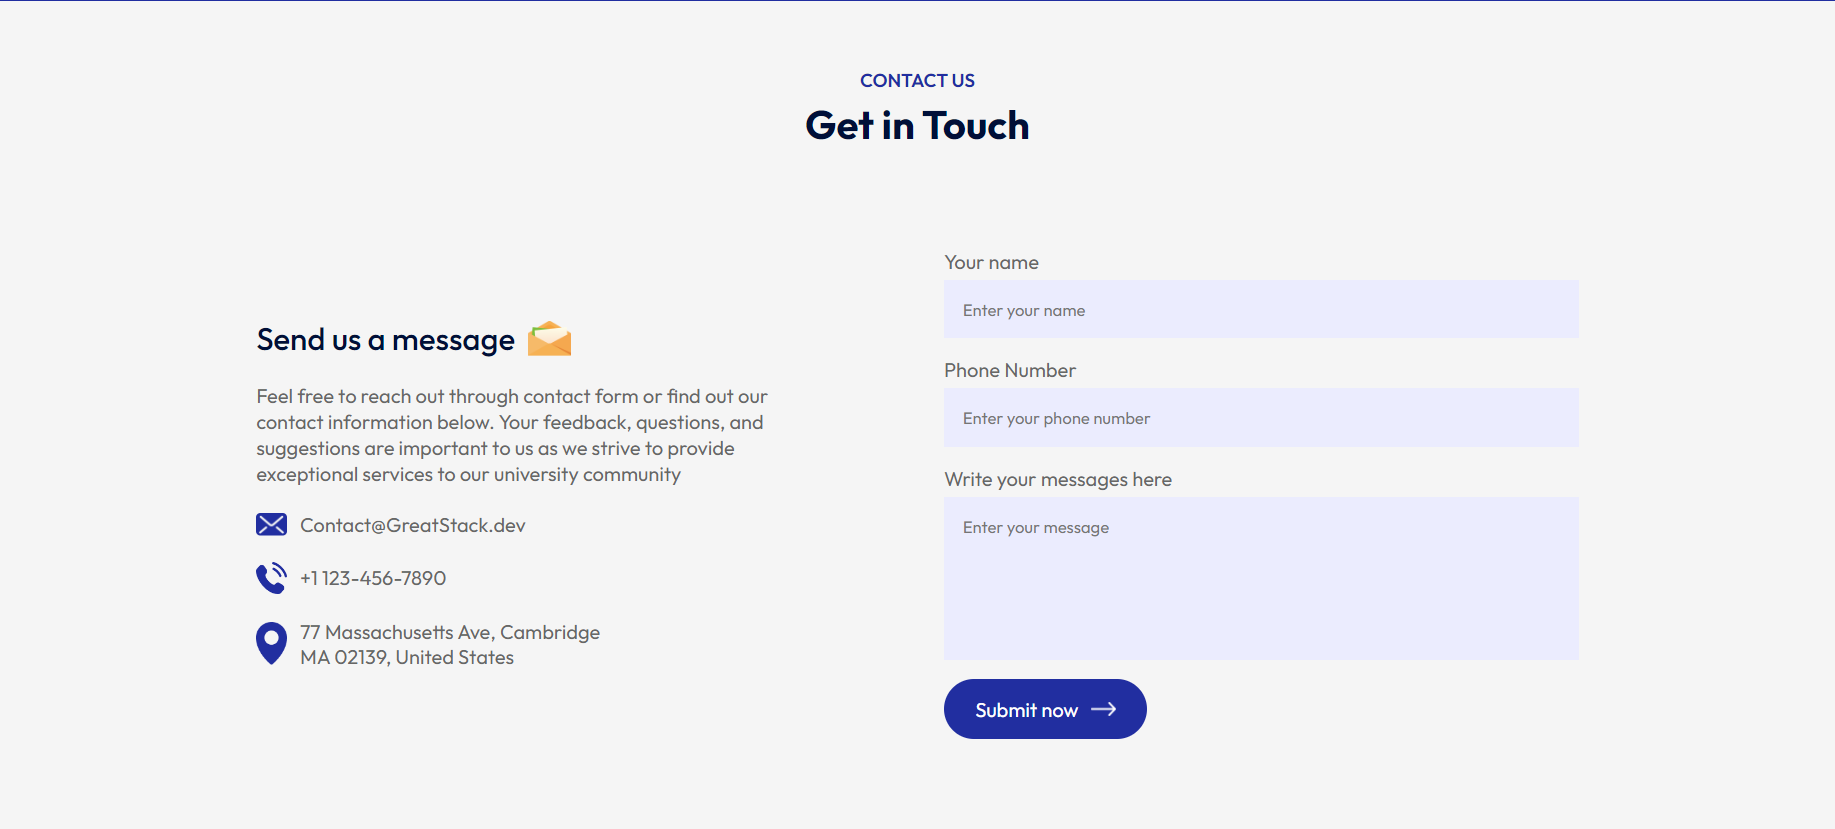 CONTACT US
Get in Touch
Send us a message
Feel free to reach out through contact form or find out our
contact information below. Your feedback, questions, and
suggestions are important to us as we strive to provide
exceptional services to our university community
Contact@GreatStack.dev
+1 123-456-7890
77 Massachusetts Ave, Cambridge
MA 02139, United States
Your name
Enter your name
Phone Number
Enter your phone number
Write your messages here
Enter your message
Submit now